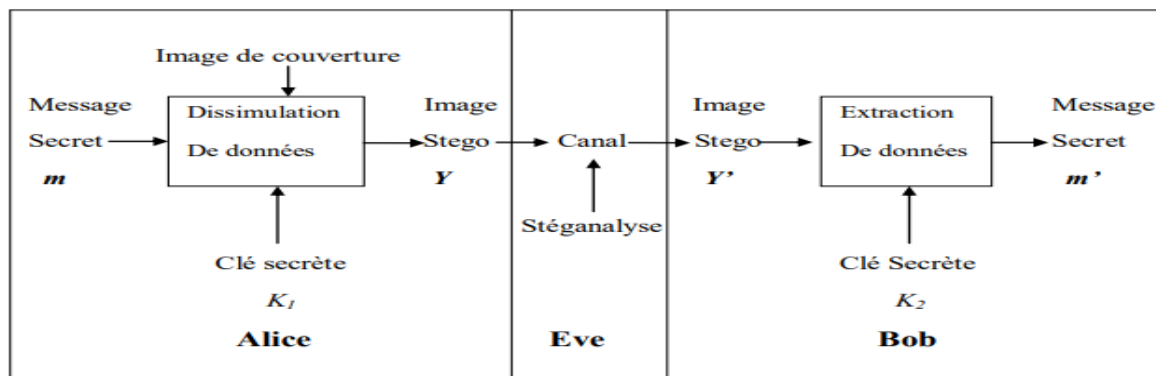 Image de couverture
Message
Secret
m
Dissimulation
De données
Image
Stego
Y
Clé secrète
K1
Alice
Canal
Stéganalyse
Eve
Image
Stego
Y’
Extraction
De données
Message
Secret
m’
Clé Secrète
K2
Bob